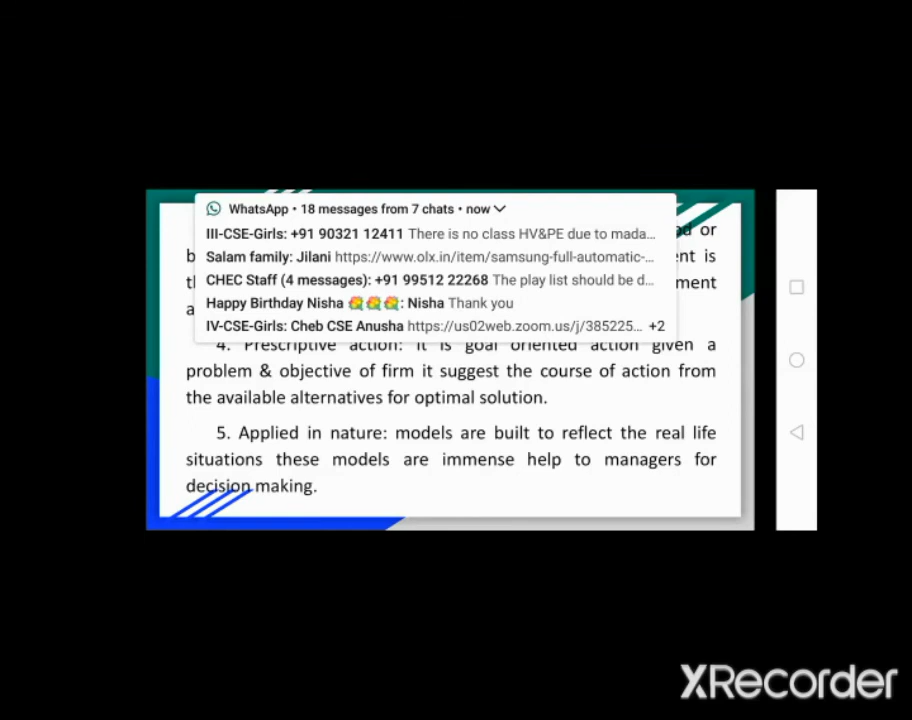 WhatsApp • 18 messages from 7 chats • now
III-CSE-Girls: +91 90321 12411 There is no class HV&PE due to mada...
Salam family: Jilani https://www.olx.in/item/samsung-full-automatic-...
CHEC Staff (4 messages): +91 99512 22268 The play list should be d...
Happy Birthday Nisha 💐💐💐: Nisha Thank you
IV-CSE-Girls: Cheb CSE Anusha https://us02web.zoom.us/j/385225... +2
or
is
4. Prescriptive action: it is goal oriented action given a
problem & objective of firm it suggest the course of action from
the available alternatives for optimal solution.
5. Applied in nature: models are built to reflect the real life
situations these models are immense help to managers for
decision making.
XRecorder